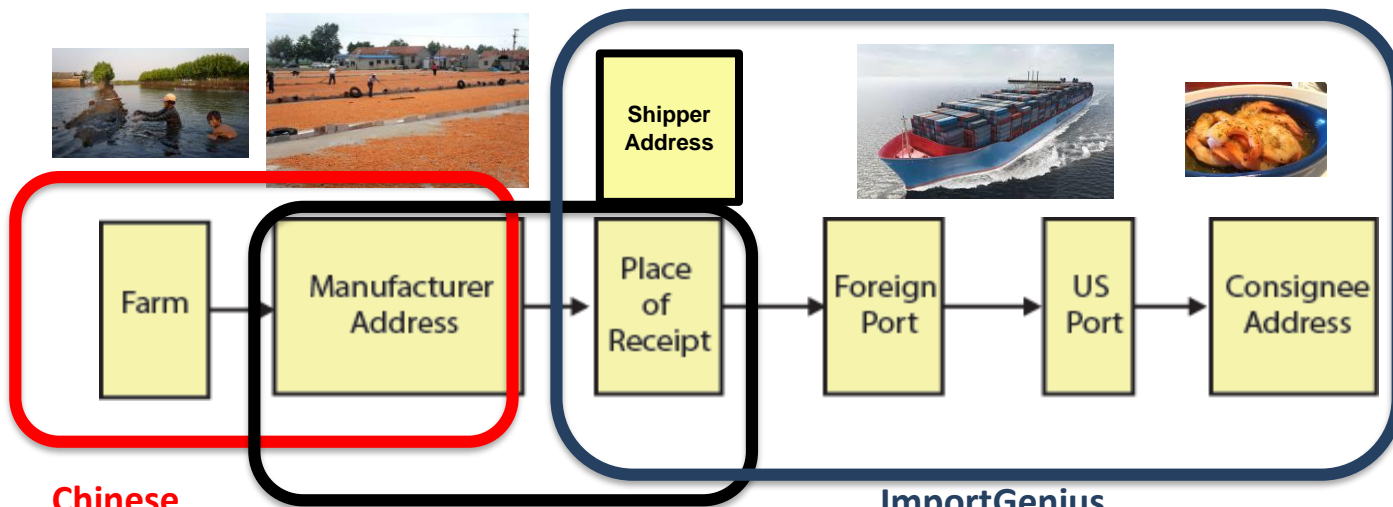 Shipper
Address
Farm
Manufacturer
Address
Place
of
Receipt
Foreign
Port
US
Port
Consignee
Address
Chinese
ImportGenius